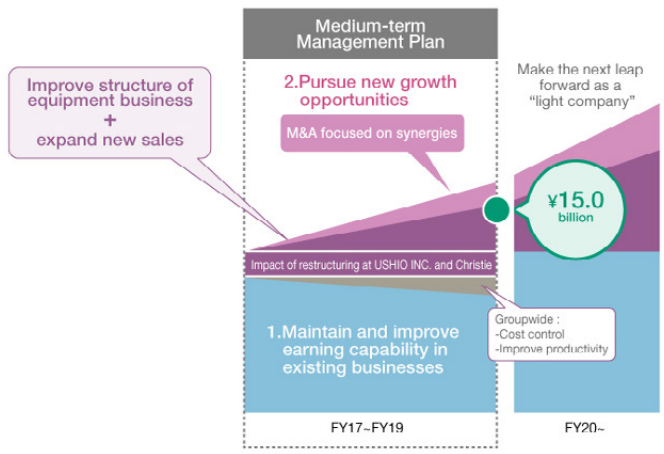 Medium-term
Management Plan
Improve structure of
equipment business
+
expand new sales
2.Pursue new growth
opportunities
M&A focused on synergies
Make the next leap
forward as a
“light company”
¥15.0
billion
Impact of restructuring at USHIO INC. and Christie
1.Maintain and improve
earning capability in
existing businesses
Groupwide :
-Cost control
-Improve productivity
FY17~FY19
FY20~